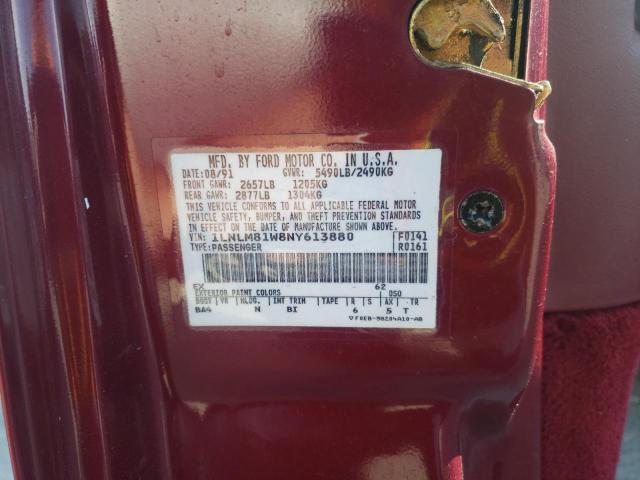 MFD. BY FORD MOTOR CO. IN U.S.A.
DATE: 08/91 GVWR: 5490LB/2490KG
FRONT GAWR: 2657LB 1205KG
REAR GAWR: 2877LB 1304KG
THIS VEHICLE CONFORMS TO ALL APPLICABLE FEDERAL MOTOR
VEHICLE SAFETY, BUMPER, AND THEFT PREVENTION STANDARDS
IN EFFECT ON THE DATE OF MANUFACTURE SHOWN ABOVE.
VIN: 1LNLM81W8NY613880 F0141
TYPE: PASSENGER R0161
EX 62
EXTERIOR PAINT COLORS DSO
BODY VR MLDG. INT TRIM TAPE R S AX TR
BA4 N BI 6 5 T